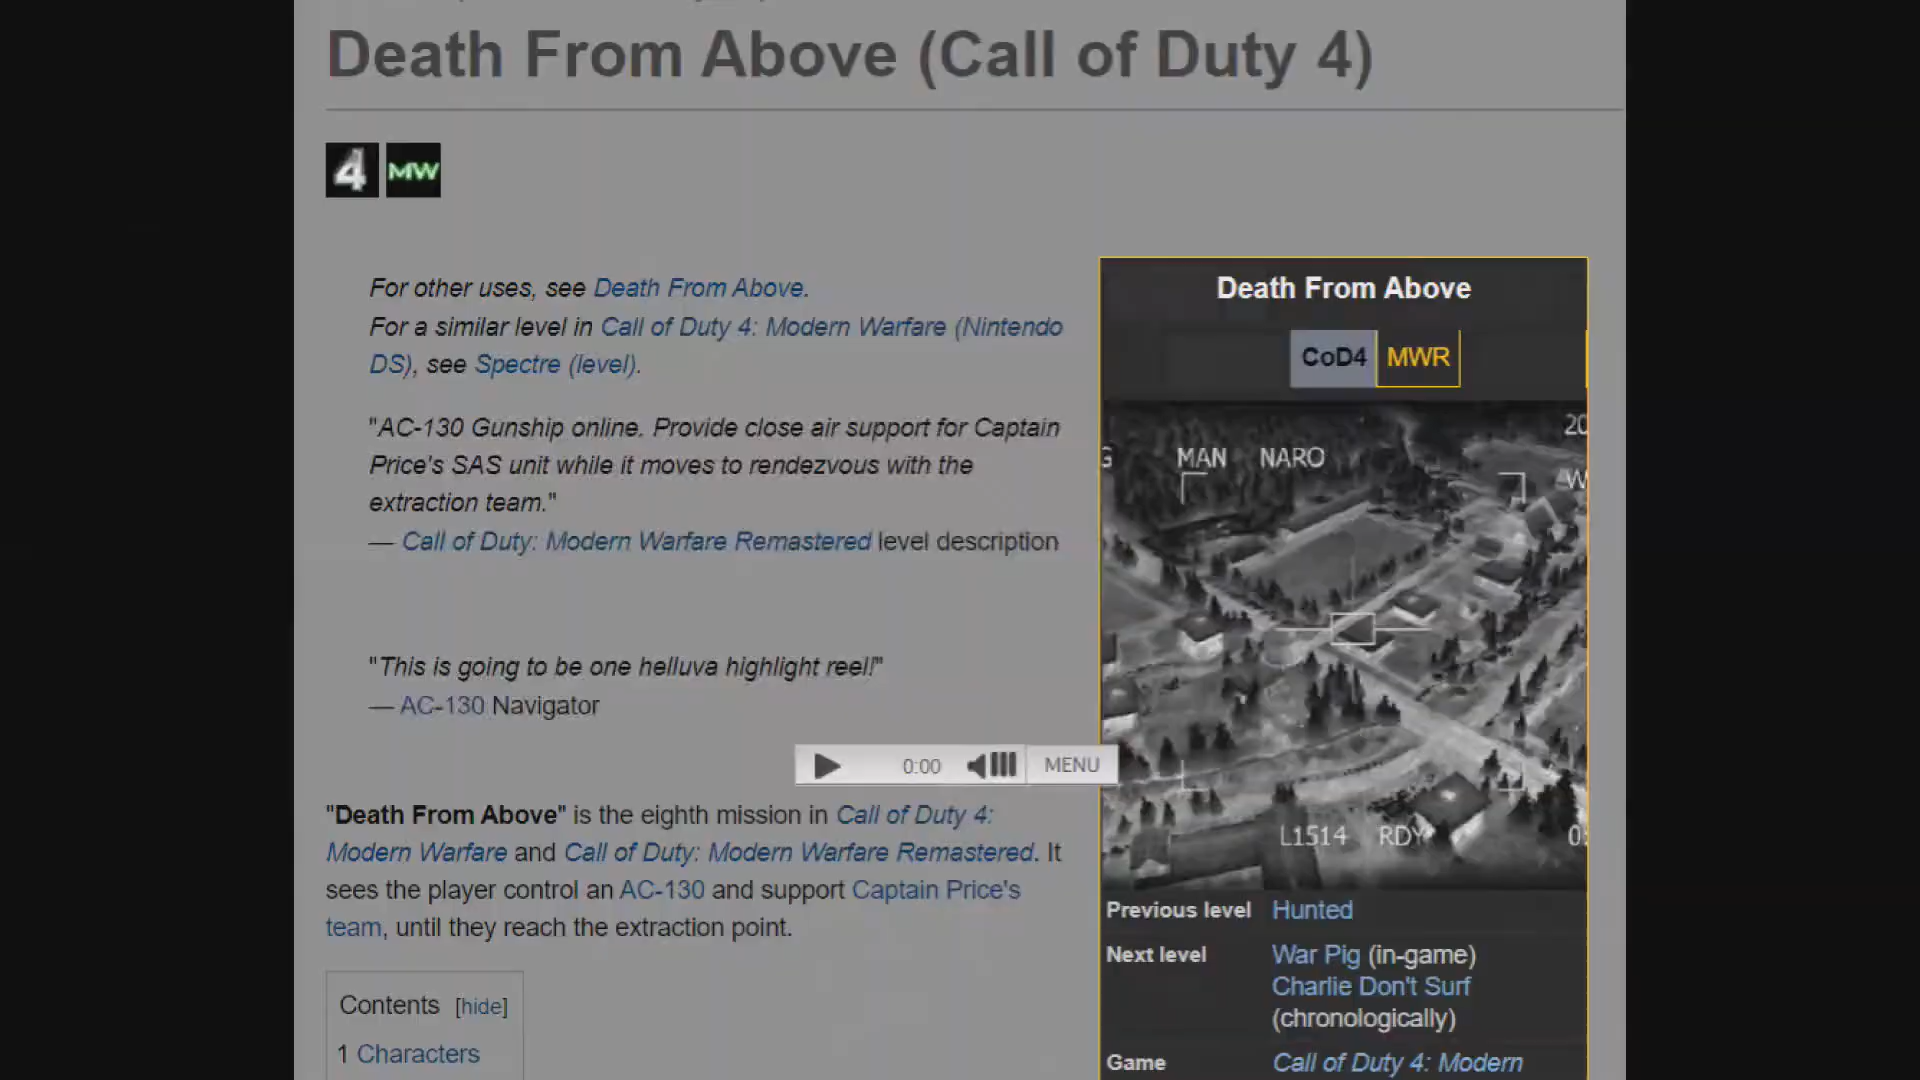 Death From Above (Call of Duty 4)
4 MW
For other uses, see Death From Above.
For a similar level in Call of Duty 4: Modern Warfare (Nintendo
DS), see Spectre (level).
"AC-130 Gunship online. Provide close air support for Captain
Price's SAS unit while it moves to rendezvous with the
extraction team."
— Call of Duty: Modern Warfare Remastered level description
"This is going to be one helluva highlight reel!"
— AC-130 Navigator
0:00 MENU
"Death From Above" is the eighth mission in Call of Duty 4:
Modern Warfare and Call of Duty: Modern Warfare Remastered. It
sees the player control an AC-130 and support Captain Price's
team, until they reach the extraction point.
Contents [hide]
1 Characters
Death From Above
CoD4 MWR
20
G MAN NARO
W
L1514 RDY
Previous level Hunted
Next level War Pig (in-game)
Charlie Don't Surf
(chronologically)
Game Call of Duty 4: Modern